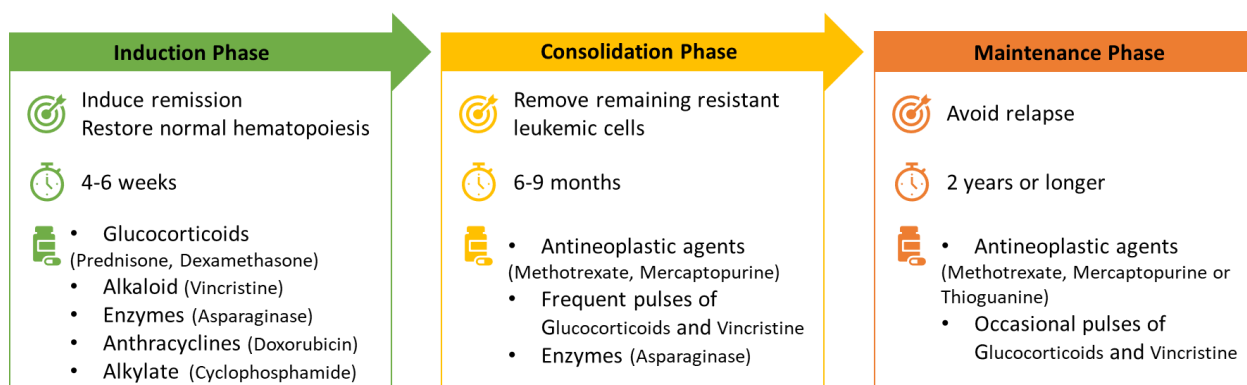 Induction Phase
Induce remission
Restore normal hematopoiesis
4-6 weeks
• Glucocorticoids
(Prednisone, Dexamethasone)
• Alkaloid (Vincristine)
• Enzymes (Asparaginase)
• Anthracyclines (Doxorubicin)
• Alkylate (Cyclophosphamide)
Consolidation Phase
Remove remaining resistant
leukemic cells
6-9 months
• Antineoplastic agents
(Methotrexate, Mercaptopurine)
• Frequent pulses of
Glucocorticoids and Vincristine
• Enzymes (Asparaginase)
Maintenance Phase
Avoid relapse
2 years or longer
• Antineoplastic agents
(Methotrexate, Mercaptopurine or
Thioguanine)
• Occasional pulses of
Glucocorticoids and Vincristine